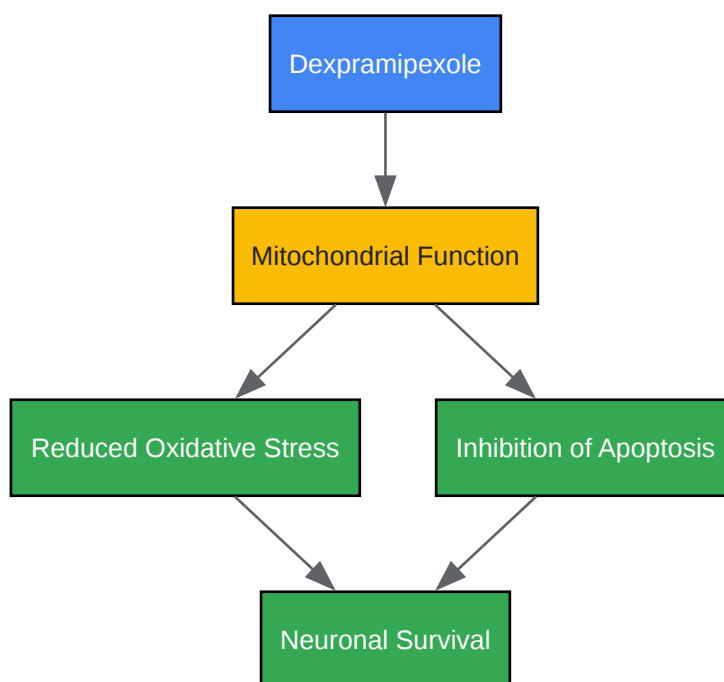 Dexpramipexole
Mitochondrial Function
Reduced Oxidative Stress
Inhibition of Apoptosis
Neuronal Survival